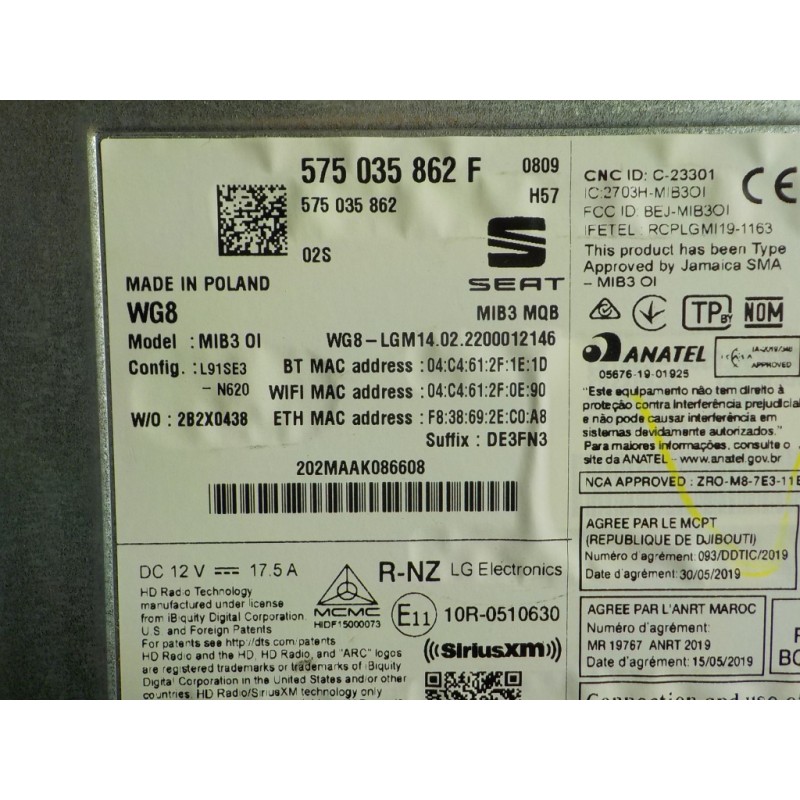 575 035 862 F
0809
575 035 862
H57
02S
SEAT
MADE IN POLAND
WG8
MIB3 MQB
Model : MIB3 OI
WG8-LGM14.02.2200012146
Config. : L91SE3
- N620
BT MAC address : 04:C4:61:2F:1E:1D
WIFI MAC address : 04:C4:61:2F:0E:90
W/O : 2B2X0438
ETH MAC address : F8:38:69:2E:C0:A8
Suffix : DE3FN3
202MAAK086608
DC 12 V 17.5 A
HD Radio Technology
manufactured under license
from iBiquity Digital Corporation.
U.S. and Foreign Patents
For patents see http://dts.com/patents
HD Radio and the HD, HD Radio, and "ARC" logos
are registered trademarks or trademarks of iBiquity
Digital Corporation in the United States and/or other
countries. HD Radio/SiriusXM technology only
MCMC
HIDF15000073
R-NZ
LG Electronics
E11
10R-0510630
SiriusXM
CNC ID: C-23301
IC:2703H-MIB3OI
FCC ID: BEJ-MIB3OI
IFETEL: RCPLGMI19-1163
CE
This product has been Type
Approved by Jamaica SMA
- MIB3 OI
TP BY
NOM
ANATEL
05676-19-01925
APPROVED
"Este equipamento não tem direito à
proteção contra interferência prejudicial
e não pode causar interferência em
sistemas devidamente autorizados."
Para maiores informações, consulte o
site da ANATEL - www.anatel.gov.br
NCA APPROVED : ZRO-M8-7E3-11E
AGREE PAR LE MCPT
(REPUBLIQUE DE DJIBOUTI)
Numéro d'agrément: 093/DDTIC/2019
Date d'agrément: 30/05/2019
AGREE PAR L'ANRT MAROC
Numéro d'agrément:
MR 19767 ANRT 2019
Date d'agrément: 15/05/2019
Connection and use